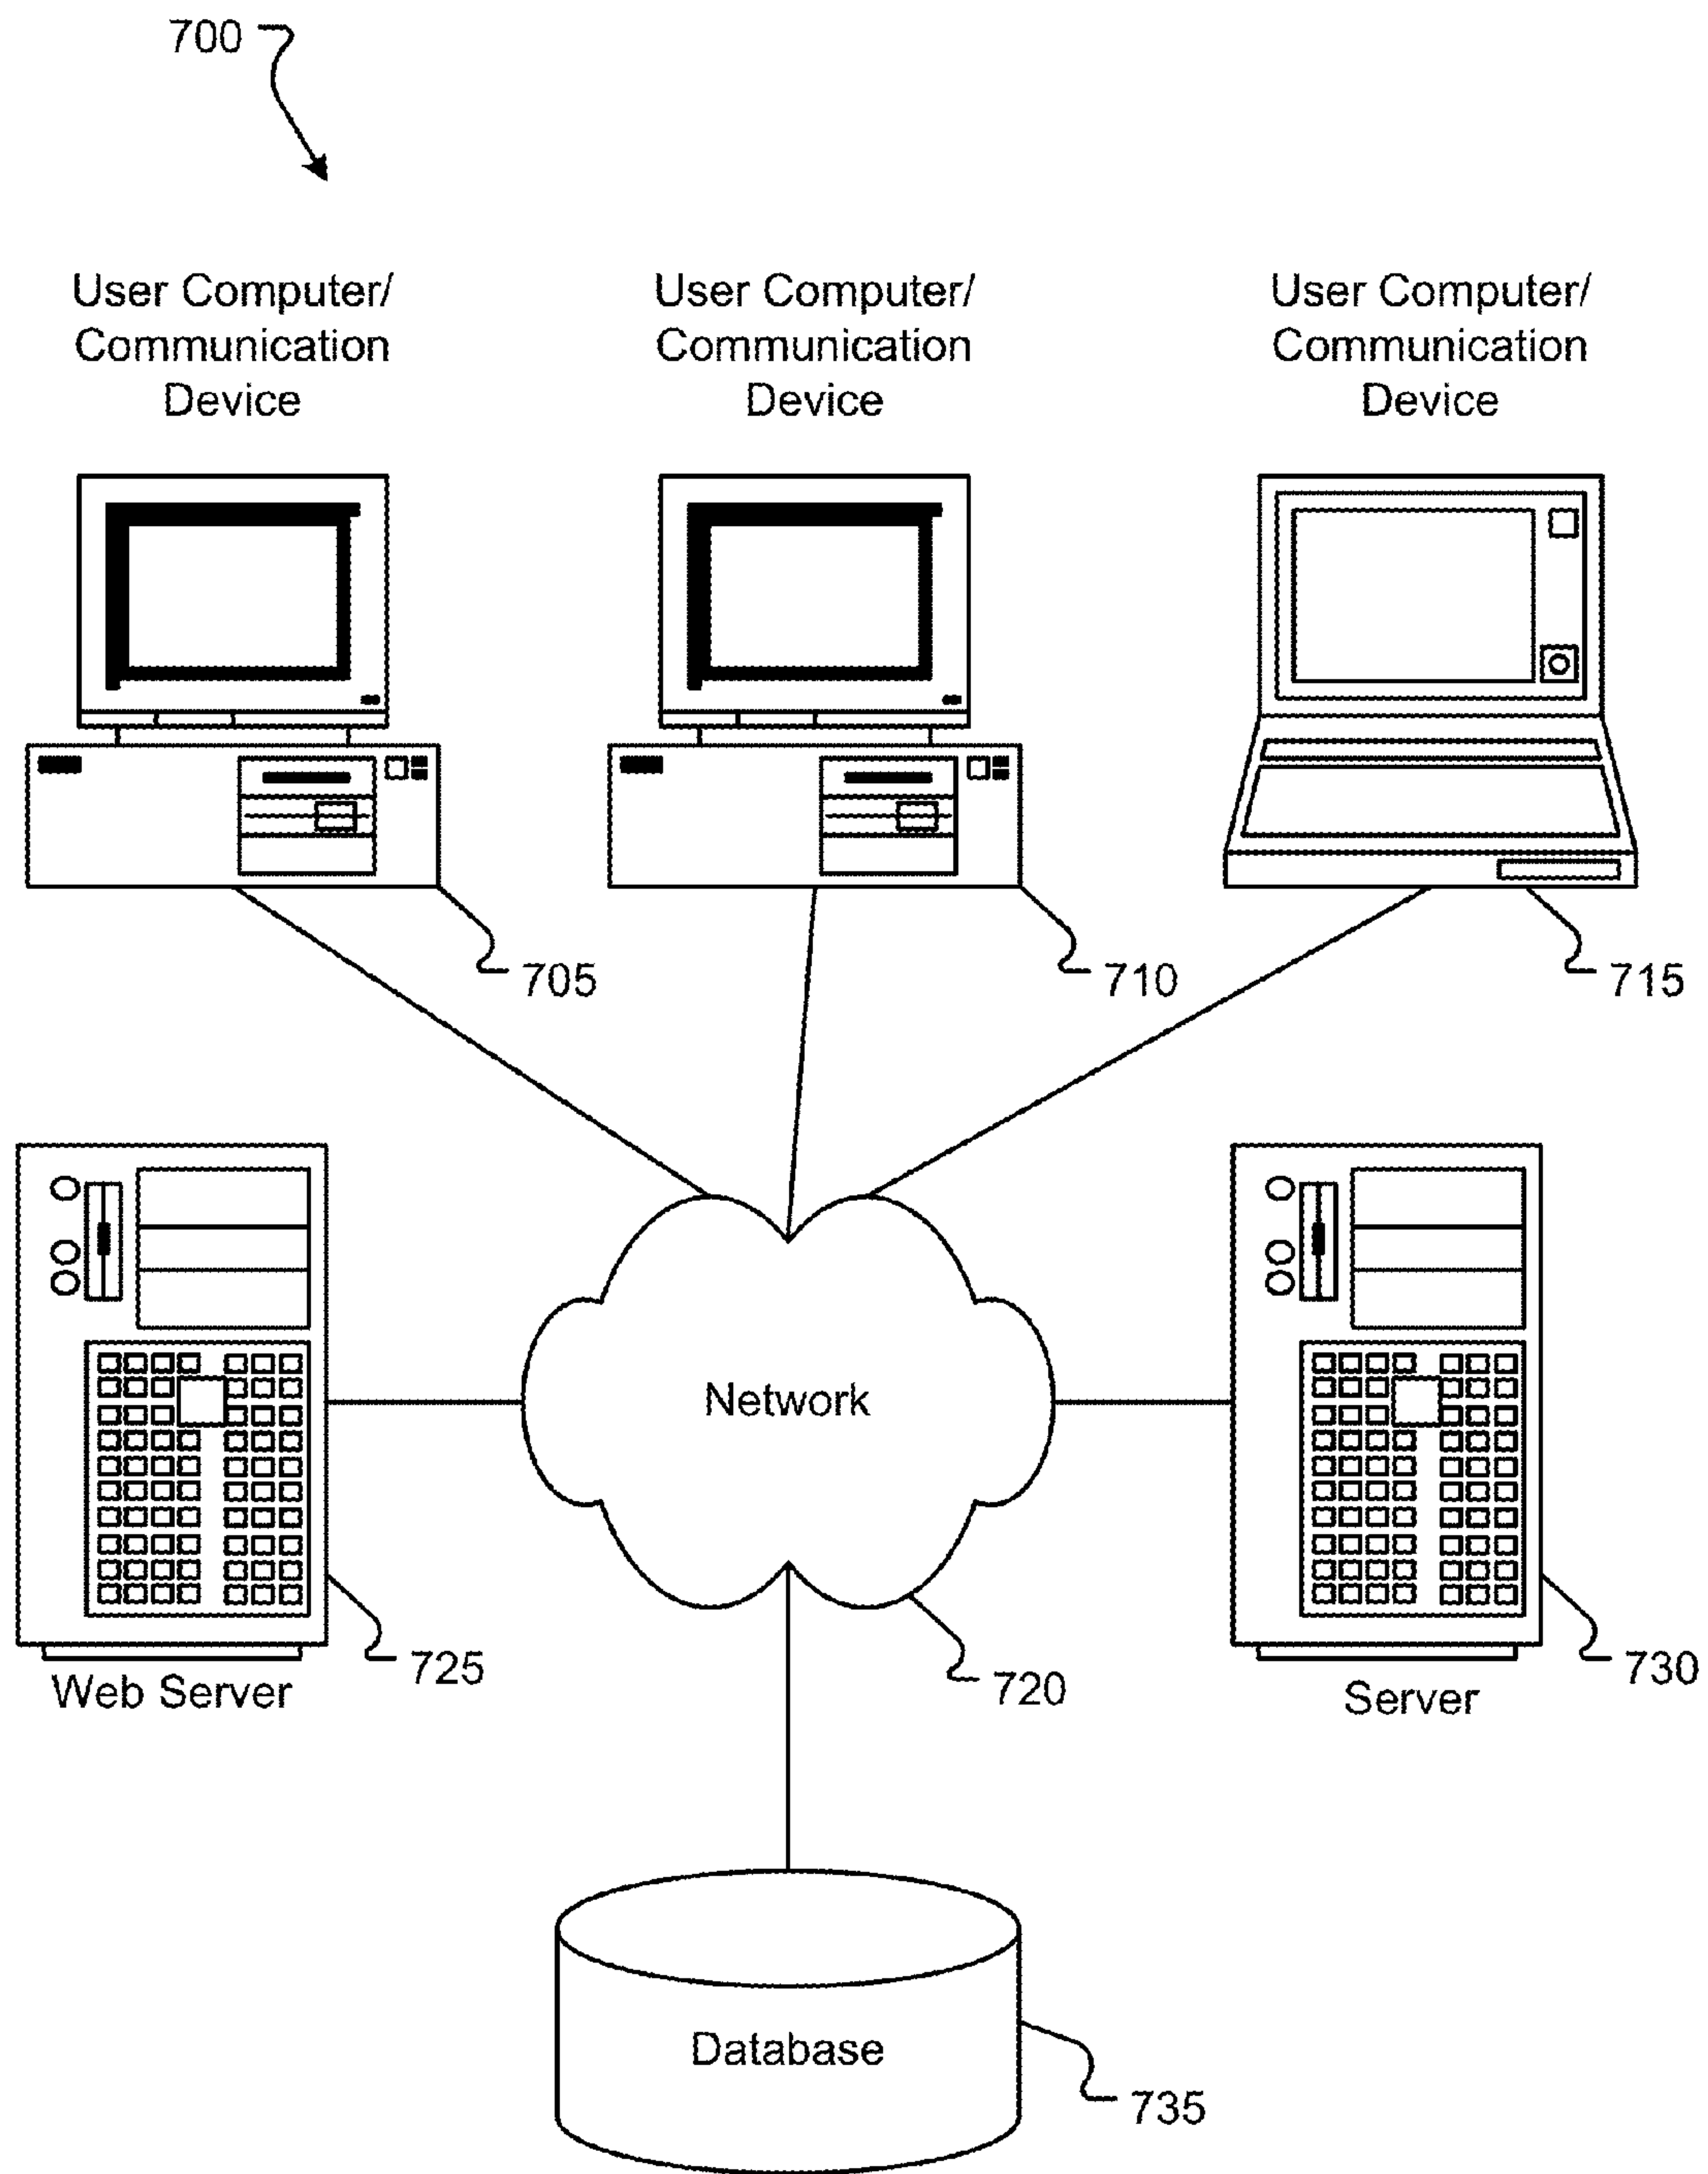 700
User Computer/
Communication
Device
User Computer/
Communication
Device
User Computer/
Communication
Device
705
710
715
Network
725
Web Server
720
730
Server
Database
735